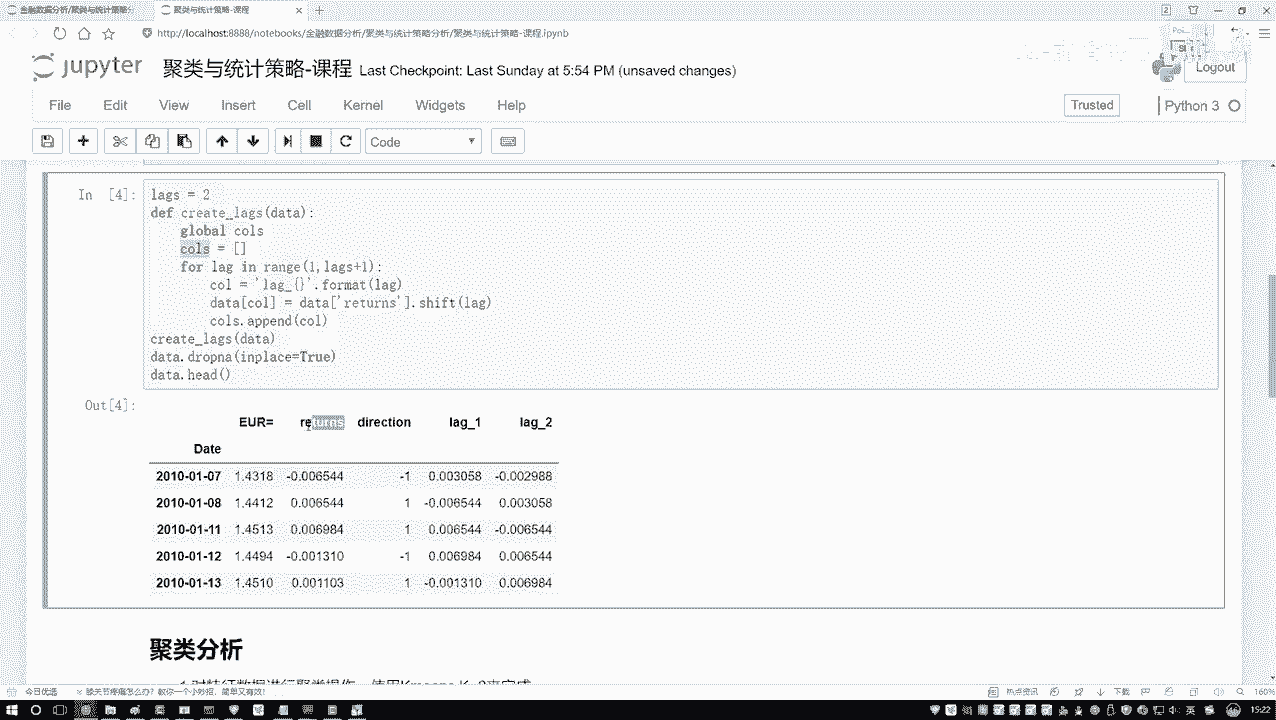 金融数据分析/聚类与统计策略分
聚类与统计策略-课程
http://localhost:8888/notebooks/金融数据分析/聚类与统计策略分析/聚类与统计策略-课程.ipynb
jupyter 聚类与统计策略-课程 Last Checkpoint: Last Sunday at 5:54 PM (unsaved changes)
Logout
File Edit View Insert Cell Kernel Widgets Help
Trusted Python 3
Code
In [4]:
lags = 2
def create_lags(data):
global cols
cols = []
for lag in range(1,lags+1):
col = 'lag_{}'.format(lag)
data[col] = data['returns'].shift(lag)
cols.append(col)
create_lags(data)
data.dropna(inplace=True)
data.head()
Out[4]:
EUR= returns direction lag_1 lag_2
Date
2010-01-07 1.4318 -0.006544 -1 0.003058 -0.002988
2010-01-08 1.4412 0.006544 1 -0.006544 0.003058
2010-01-11 1.4513 0.006984 1 0.006544 -0.006544
2010-01-12 1.4494 -0.001310 -1 0.006984 0.006544
2010-01-13 1.4510 0.001103 1 -0.001310 0.006984
聚类分析
今日优选 膝关节疼痛怎么办？教你一个小妙招，简单又有效！ 热点资讯 下载 160%
英 15:22